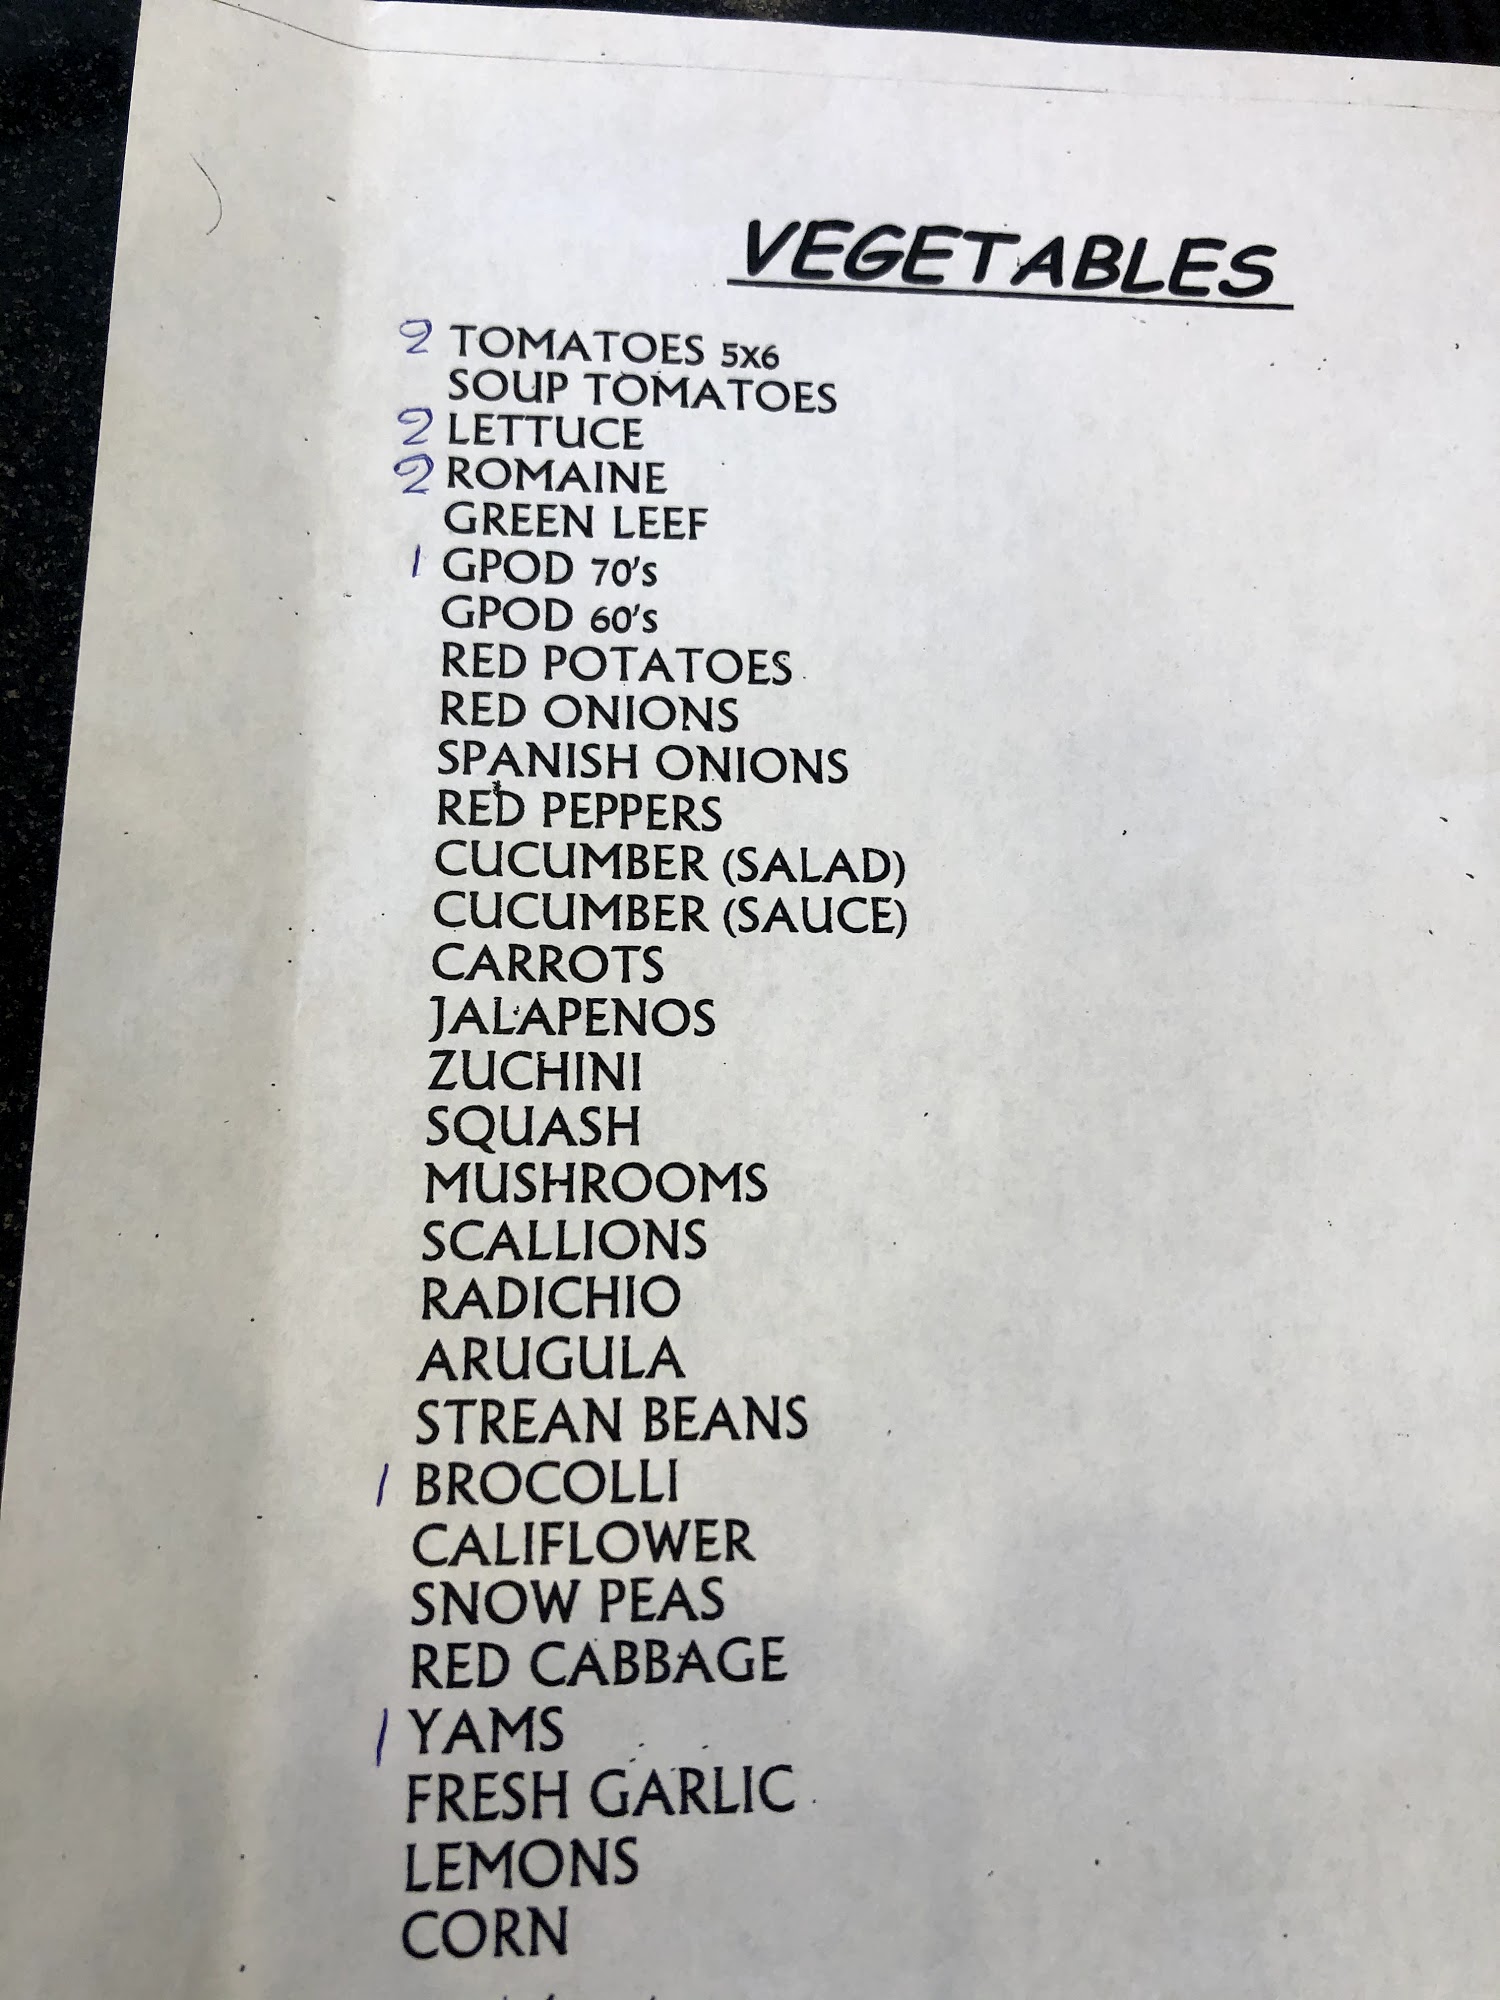 VEGETABLES
2 TOMATOES 5x6
SOUP TOMATOES
2 LETTUCE
2 ROMAINE
GREEN LEEF
1 GPOD 70's
GPOD 60's
RED POTATOES
RED ONIONS
SPANISH ONIONS
RED PEPPERS
CUCUMBER (SALAD)
CUCUMBER (SAUCE)
CARROTS
JALAPENOS
ZUCHINI
SQUASH
MUSHROOMS
SCALLIONS
RADICHIO
ARUGULA
STREAN BEANS
1 BROCOLLI
CALIFLOWER
SNOW PEAS
RED CABBAGE
1 YAMS
FRESH GARLIC
LEMONS
CORN